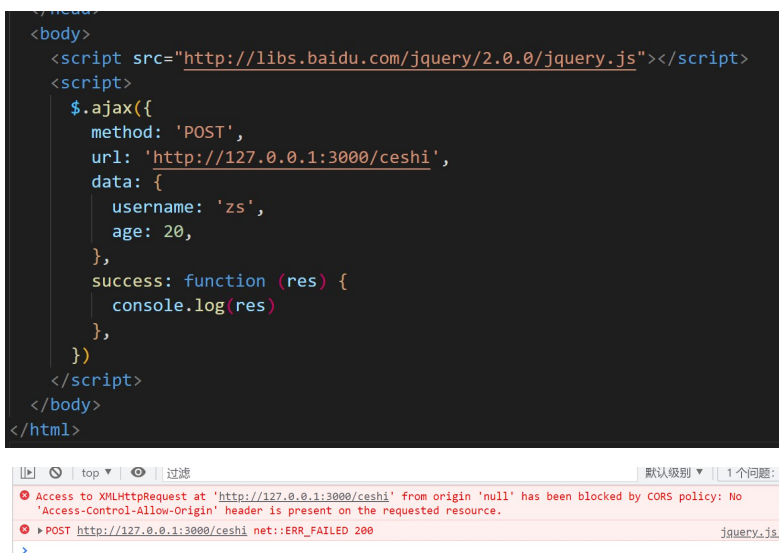 </head>
<body>
<script src="http://libs.baidu.com/jquery/2.0.0/jquery.js"></script>
<script>
$.ajax({
method: 'POST',
url: 'http://127.0.0.1:3000/ceshi',
data: {
username: 'zs',
age: 20,
},
success: function (res) {
console.log(res)
},
})
</script>
</body>
</html>
top ▼ 过滤 默认级别 ▼ 1 个问题:
Access to XMLHttpRequest at 'http://127.0.0.1:3000/ceshi' from origin 'null' has been blocked by CORS policy: No
'Access-Control-Allow-Origin' header is present on the requested resource.
▶POST http://127.0.0.1:3000/ceshi net::ERR_FAILED 200 jquery.js
>